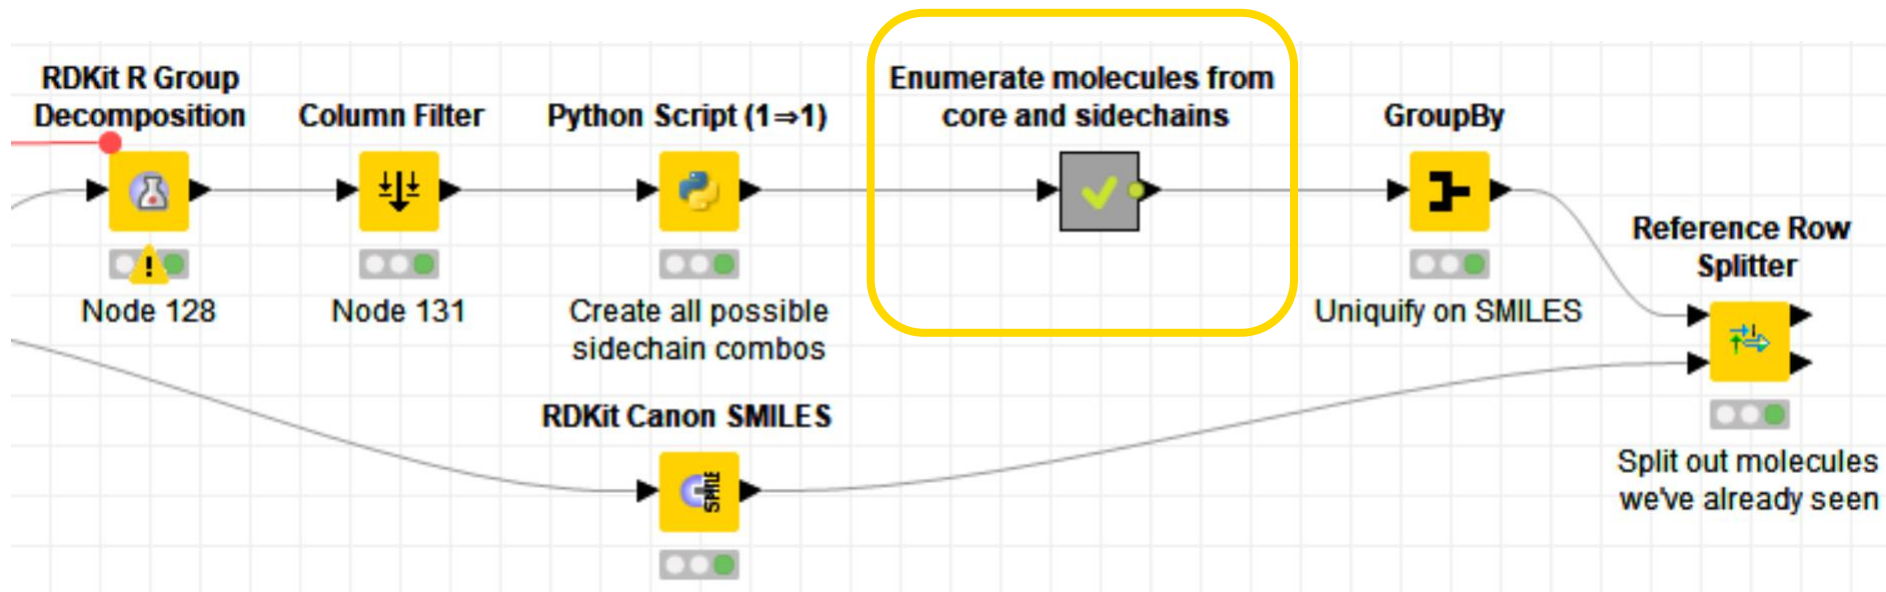 RDKit R Group
Decomposition
Column Filter
Python Script (1⇒1)
Enumerate molecules from
core and sidechains
GroupBy
Node 128
Node 131
Create all possible
sidechain combos
Uniquify on SMILES
Reference Row
Splitter
RDKit Canon SMILES
SMILE
Split out molecules
we've already seen